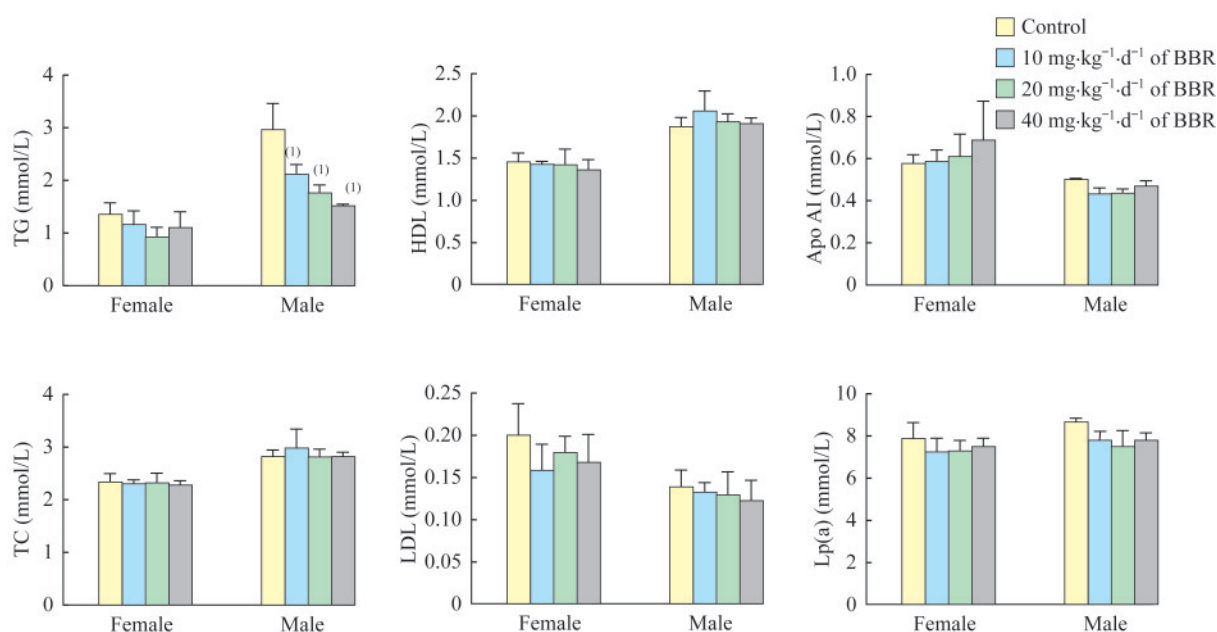 Control
10 mg·kg⁻¹·d⁻¹ of BBR
20 mg·kg⁻¹·d⁻¹ of BBR
40 mg·kg⁻¹·d⁻¹ of BBR
TG (mmol/L)
4
3
2
1
0
(1)
(1)
(1)
Female
Male
HDL (mmol/L)
2.5
2.0
1.5
1.0
0.5
0
Female
Male
Apo AI (mmol/L)
1.0
0.8
0.6
0.4
0.2
0
Female
Male
TC (mmol/L)
4
3
2
1
0
Female
Male
LDL (mmol/L)
0.25
0.20
0.15
0.10
0.05
0
Female
Male
Lp(a) (mmol/L)
10
8
6
4
2
0
Female
Male